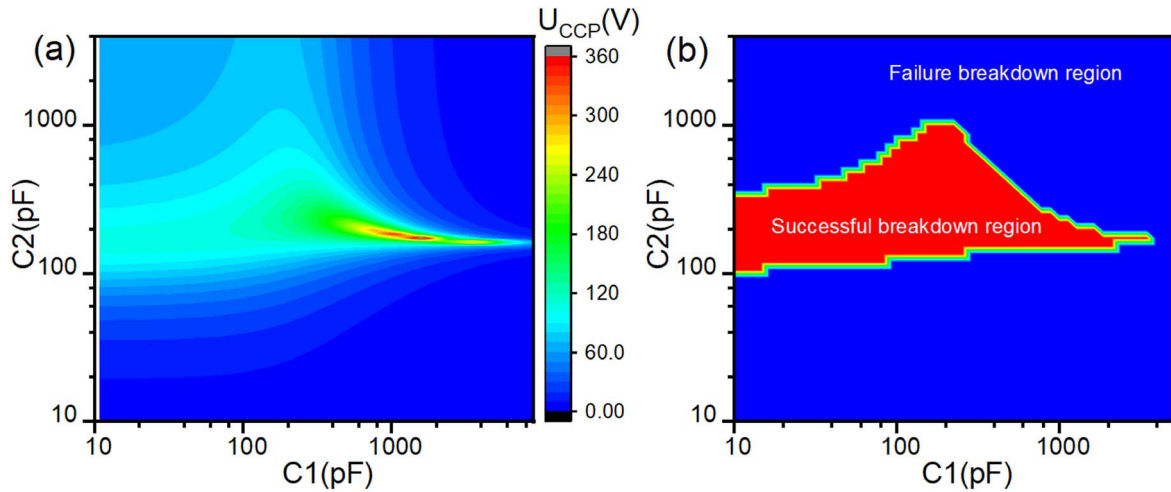 (a)
U_CCP(V)
(b)
360
300
240
180
120
60.0
0.00
1000
100
10
C2(pF)
10
100
1000
C1(pF)
Failure breakdown region
Successful breakdown region
1000
100
10
C2(pF)
10
100
1000
C1(pF)